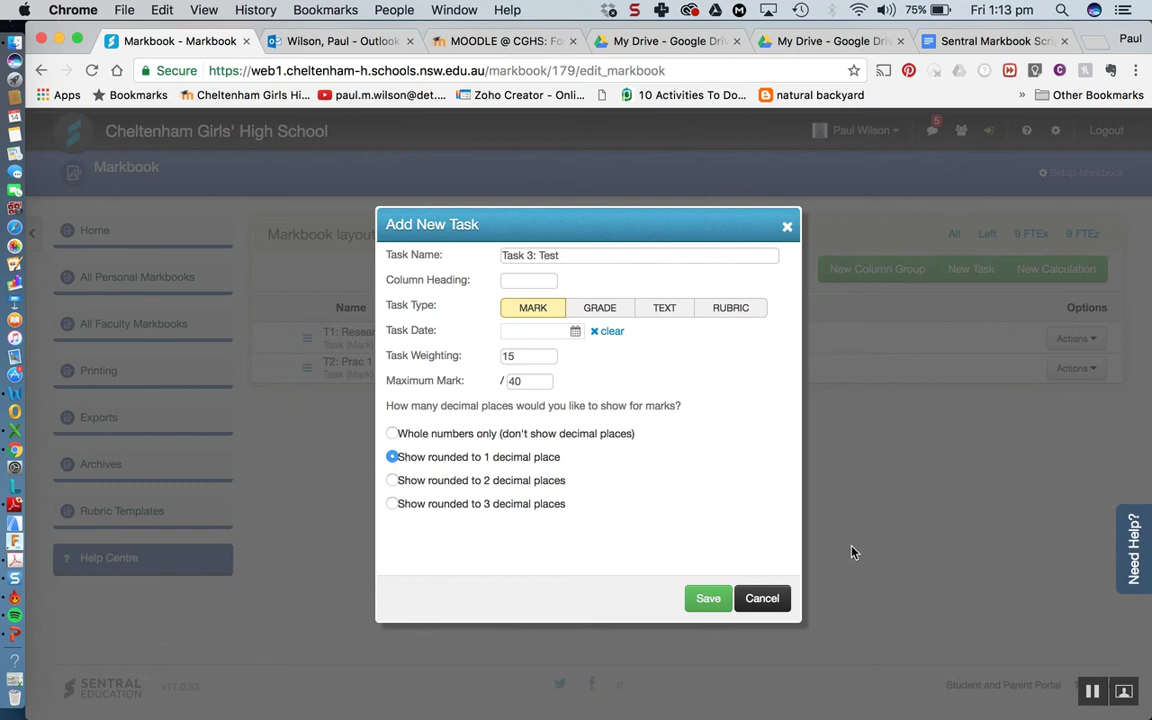 Chrome File Edit View History Bookmarks People Window Help 75% Fri 1:13 pm
Markbook - Markbook Wilson, Paul - Outlook MOODLE @ CGHS: Fo My Drive - Google Dri My Drive - Google Dri Sentral Markbook Scri Paul
Secure https://web1.cheltenham-h.schools.nsw.edu.au/markbook/179/edit_markbook
Apps Bookmarks Cheltenham Girls Hi... paul.m.wilson@det.... Zoho Creator - Onli... 10 Activities To Do... natural backyard » Other Bookmarks
Cheltenham Girls' High School Paul Wilson 5 Logout
Markbook Setup Markbook
Add New Task
Home
Markbook layou
All Left 9 FTEx 9 FTEz
Task Name: Task 3: Test
All Personal Markbooks
Column Heading:
New Column Group New Task New Calculation
Task Type: MARK GRADE TEXT RUBRIC
Name
Options
All Faculty Markbooks
Task Date: clear
T1: Resear
Task (Mark)
Actions
Task Weighting: 15
T2: Prac 1
Task (Mark)
Actions
Printing
Maximum Mark: / 40
How many decimal places would you like to show for marks?
Exports
Whole numbers only (don't show decimal places)
Show rounded to 1 decimal place
Archives
Show rounded to 2 decimal places
Show rounded to 3 decimal places
Rubric Templates
? Help Centre
Need Help?
Save Cancel
SENTRAL
EDUCATION
Student and Parent Portal